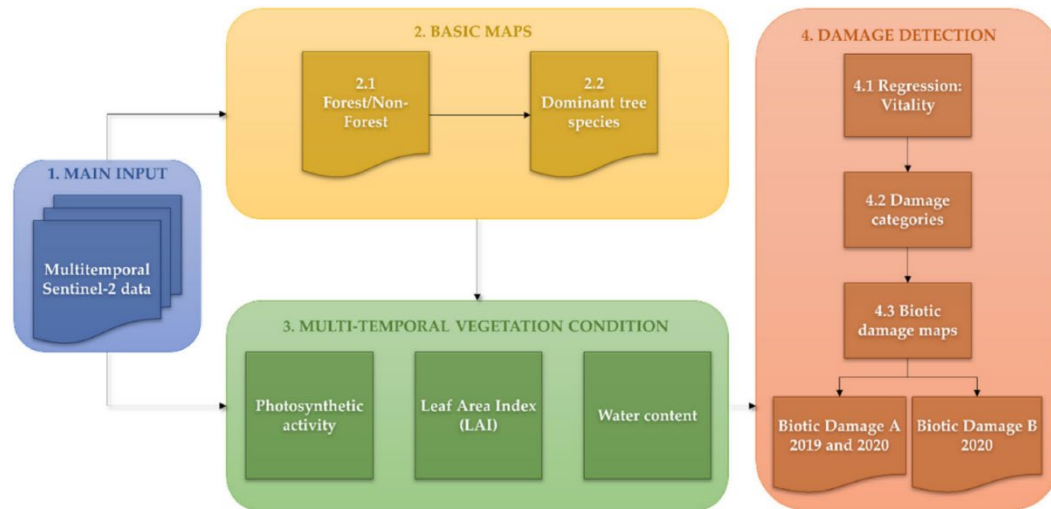 1. MAIN INPUT
Multitemporal
Sentinel-2 data
2. BASIC MAPS
2.1
Forest/Non-
Forest
2.2
Dominant tree
species
3. MULTI-TEMPORAL VEGETATION CONDITION
Photosynthetic
activity
Leaf Area Index
(LAI)
Water content
4. DAMAGE DETECTION
4.1 Regression:
Vitality
4.2 Damage
categories
4.3 Biotic
damage maps
Biotic Damage A
2019 and 2020
Biotic Damage B
2020